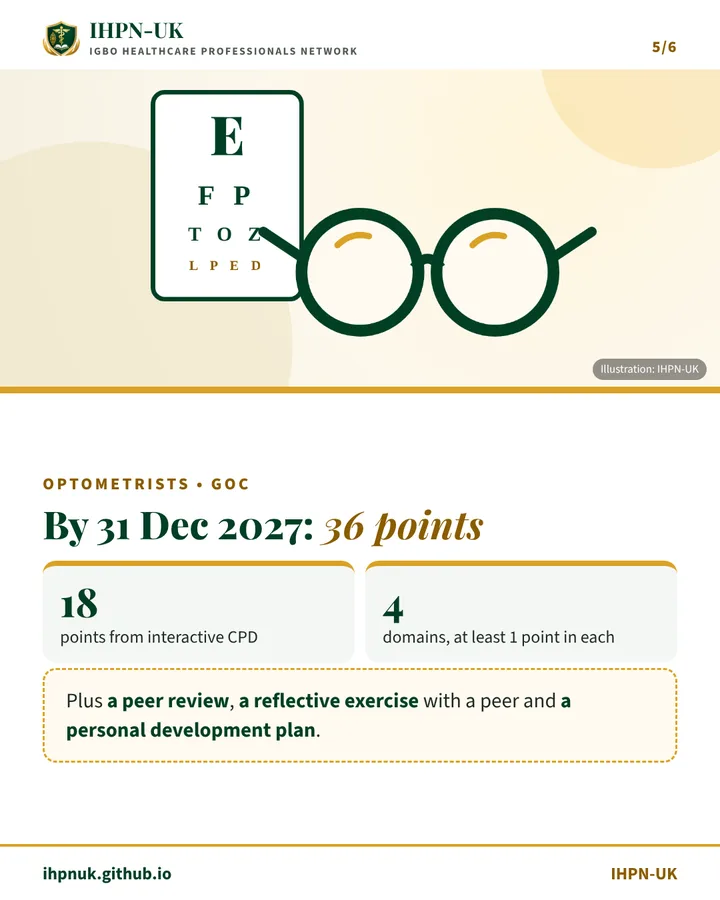 IHPN-UK
IGBO HEALTHCARE PROFESSIONALS NETWORK
5/6
E
F P
T O Z
L P E D
Illustration: IHPN-UK
OPTOMETRISTS • GOC
By 31 Dec 2027: 36 points
18
points from interactive CPD
4
domains, at least 1 point in each
Plus a peer review, a reflective exercise with a peer and a
personal development plan.
ihpnuk.github.io
IHPN-UK